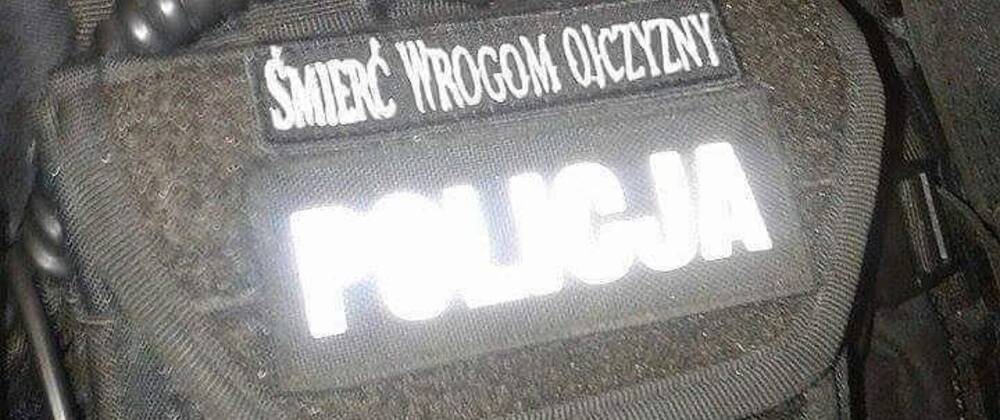 ŚMIERĆ WROGOM OJCZYZNY
POLICJA